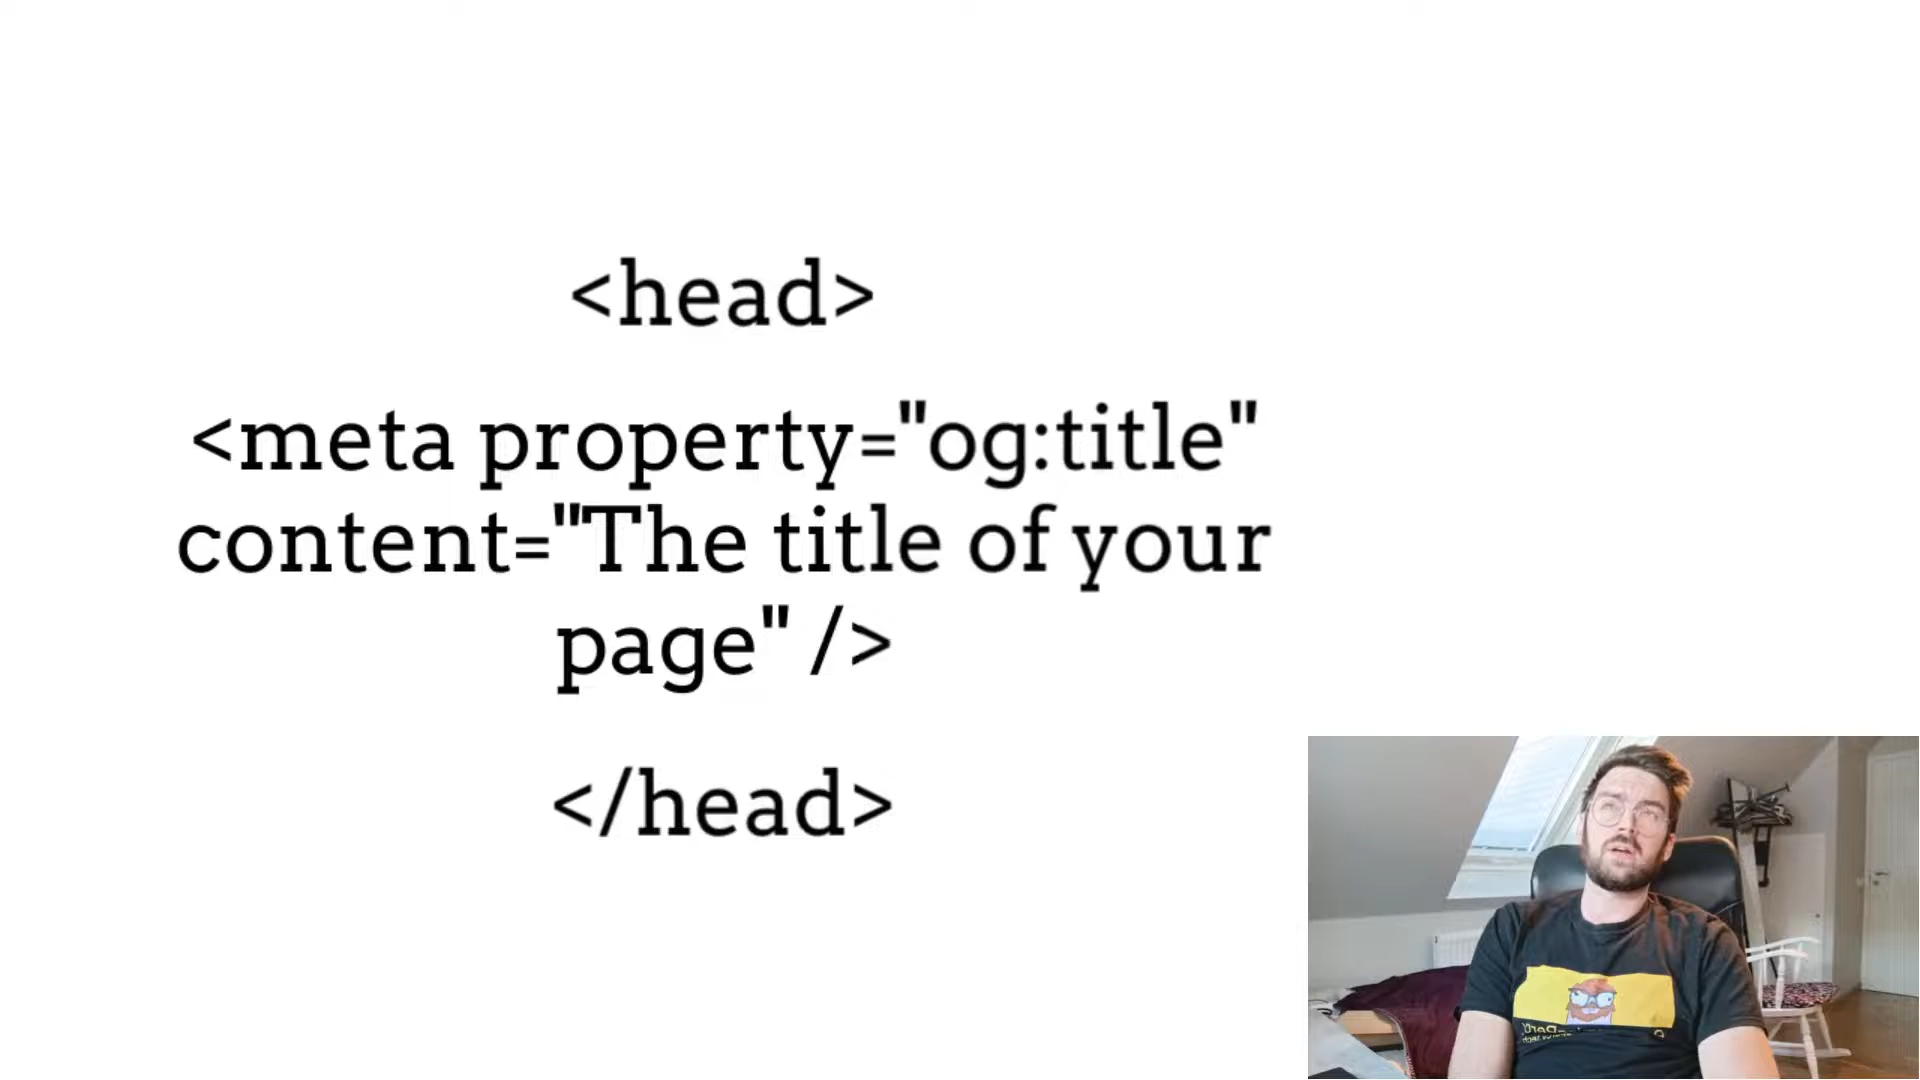 <head>
<meta property="og:title"
content="The title of your
page" />
</head>